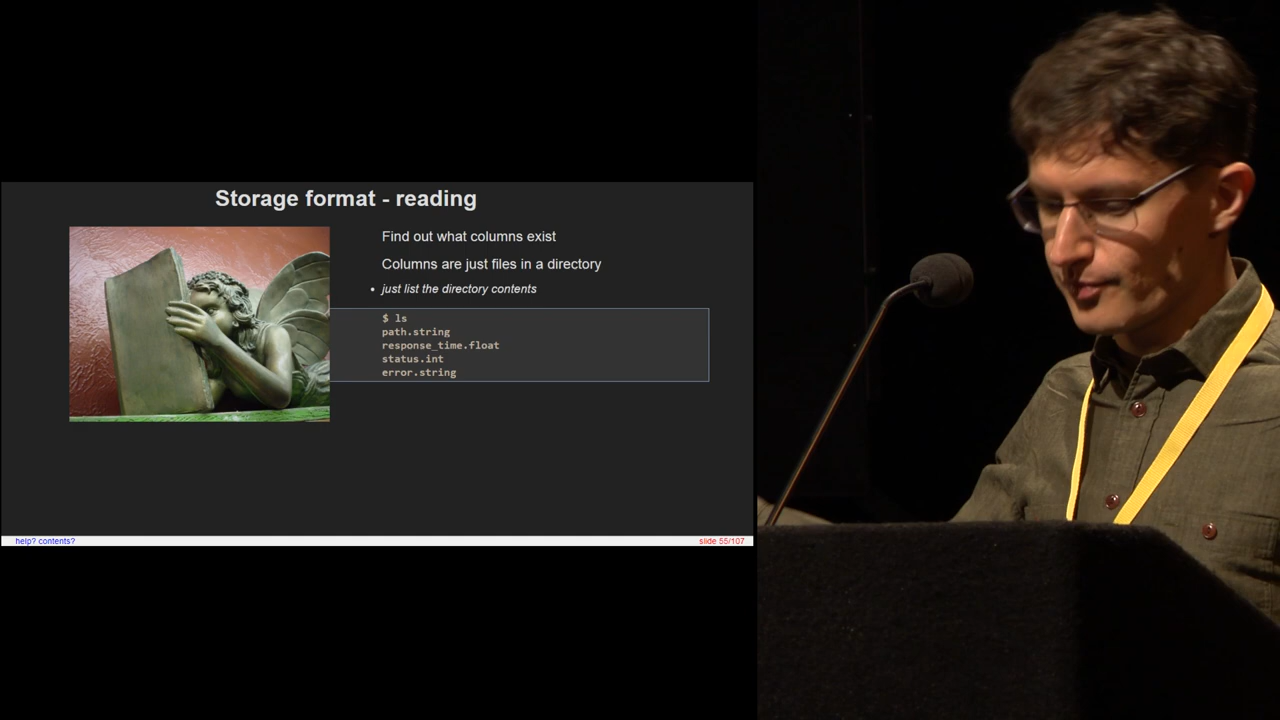 Storage format - reading
Find out what columns exist
Columns are just files in a directory
• just list the directory contents
$ ls
path.string
response_time.float
status.int
error.string
help? contents?
slide 55/107